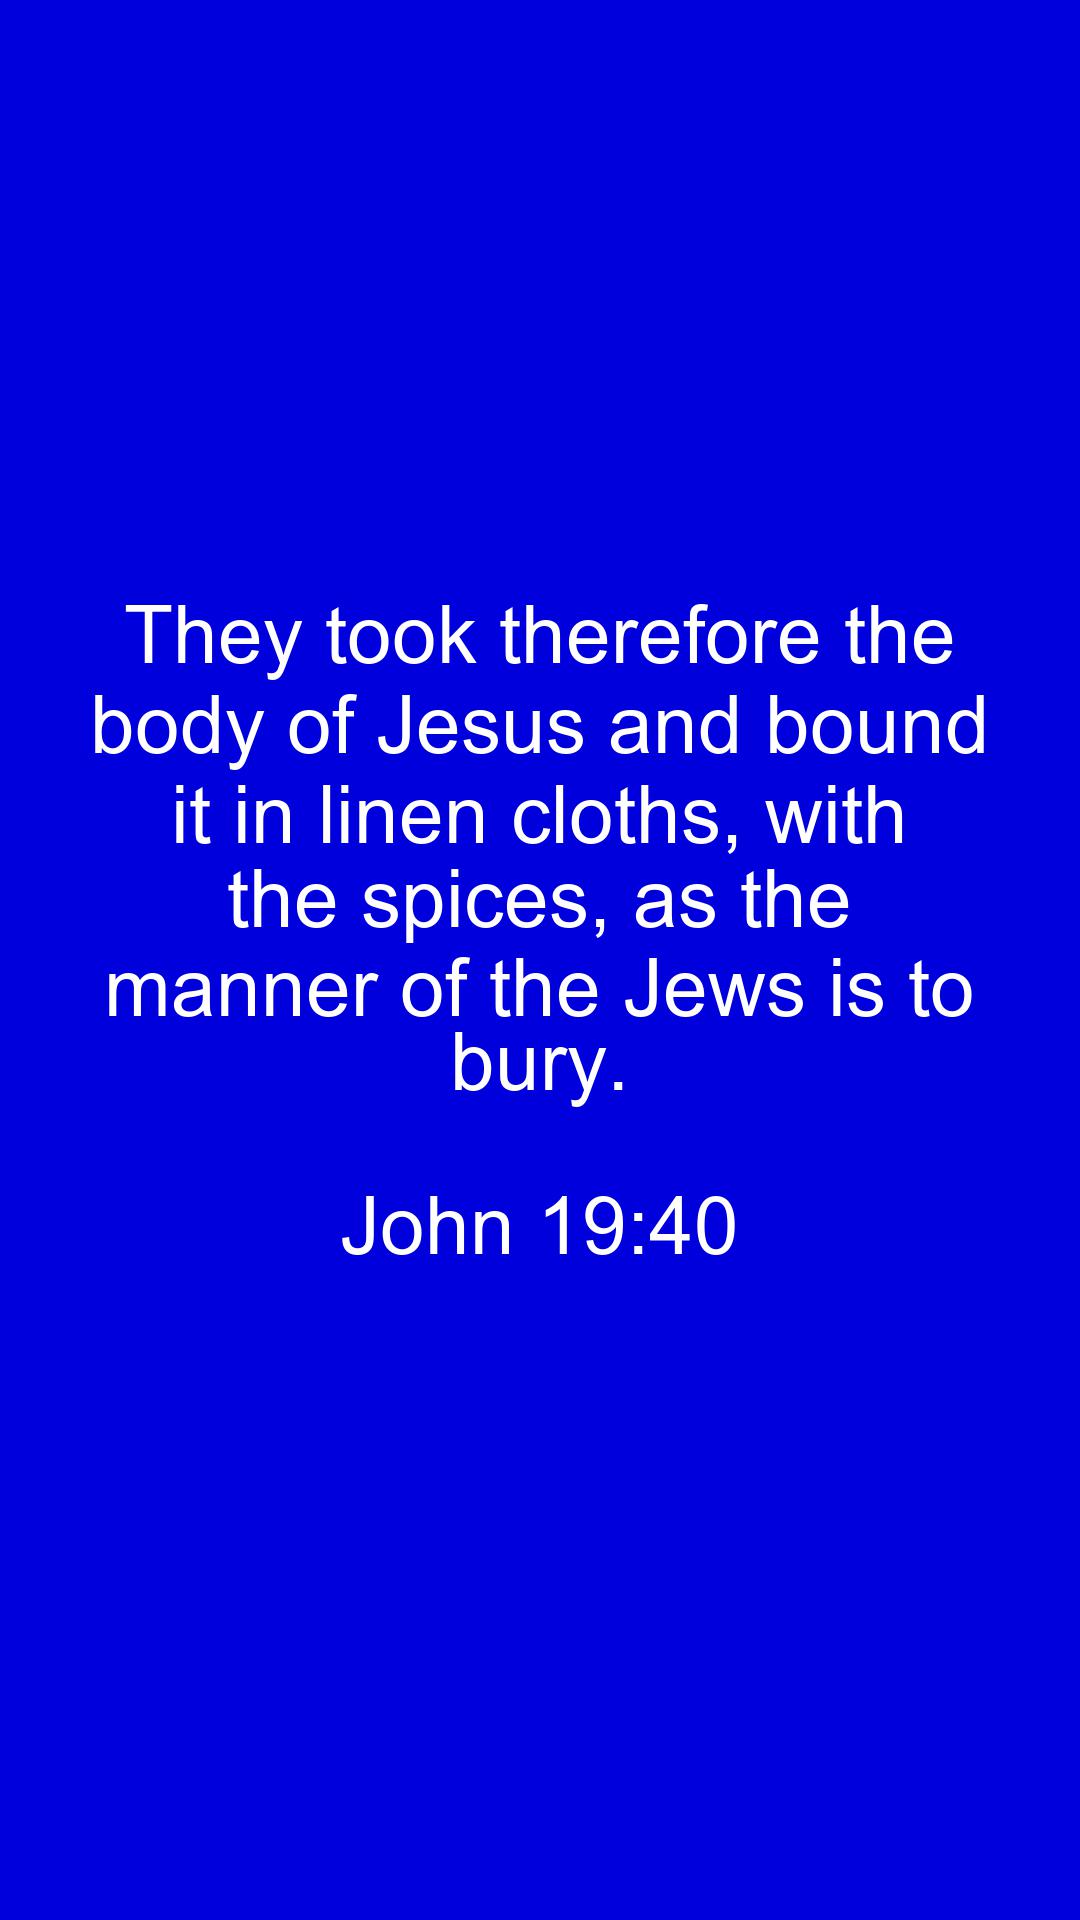 They took therefore the
body of Jesus and bound
it in linen cloths, with
the spices, as the
manner of the Jews is to
bury.
John 19:40